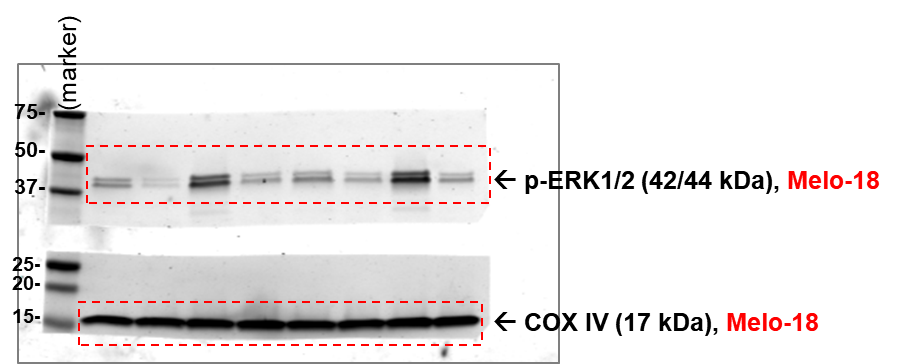 (marker)
75-
50-
37-
← p-ERK1/2 (42/44 kDa), Melo-18
25-
20-
15-
← COX IV (17 kDa), Melo-18